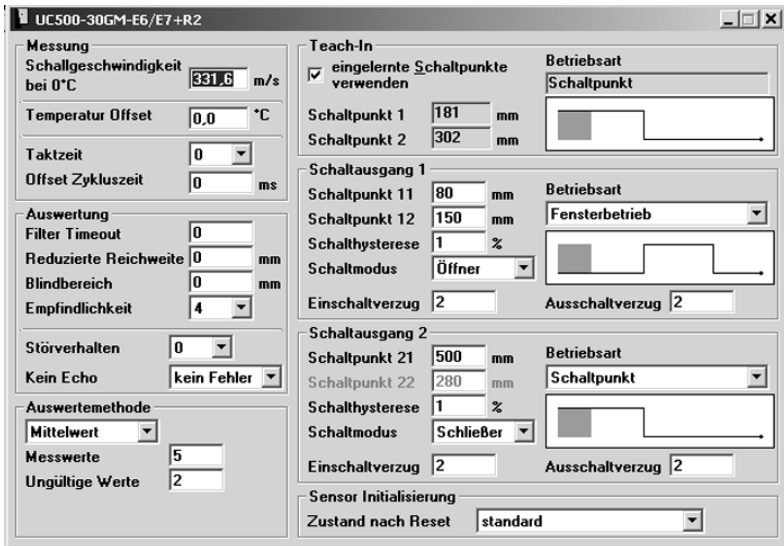 UC500-30GM-E6/E7+R2
Messung
Schallgeschwindigkeit
bei 0°C 331,6 m/s
Temperatur Offset 0,0 °C
Taktzeit 0
Offset Zykluszeit 0 ms
Auswertung
Filter Timeout 0
Reduzierte Reichweite 0 mm
Blindbereich 0 mm
Empfindlichkeit 4
Störverhalten 0
Kein Echo kein Fehler
Auswertemethode
Mittelwert
Messwerte 5
Ungültige Werte 2
Teach-In
eingelernte Schaltpunkte
verwenden
Betriebsart
Schaltpunkt
Schaltpunkt 1 181 mm
Schaltpunkt 2 302 mm
Schaltausgang 1
Schaltpunkt 11 80 mm
Schaltpunkt 12 150 mm
Schalthysterese 1 %
Schaltmodus Öffner
Betriebsart
Fensterbetrieb
Einschaltverzug 2
Ausschaltverzug 2
Schaltausgang 2
Schaltpunkt 21 500 mm
Schaltpunkt 22 280 mm
Schalthysterese 1 %
Schaltmodus Schließer
Betriebsart
Schaltpunkt
Einschaltverzug 2
Ausschaltverzug 2
Sensor Initialisierung
Zustand nach Reset standard